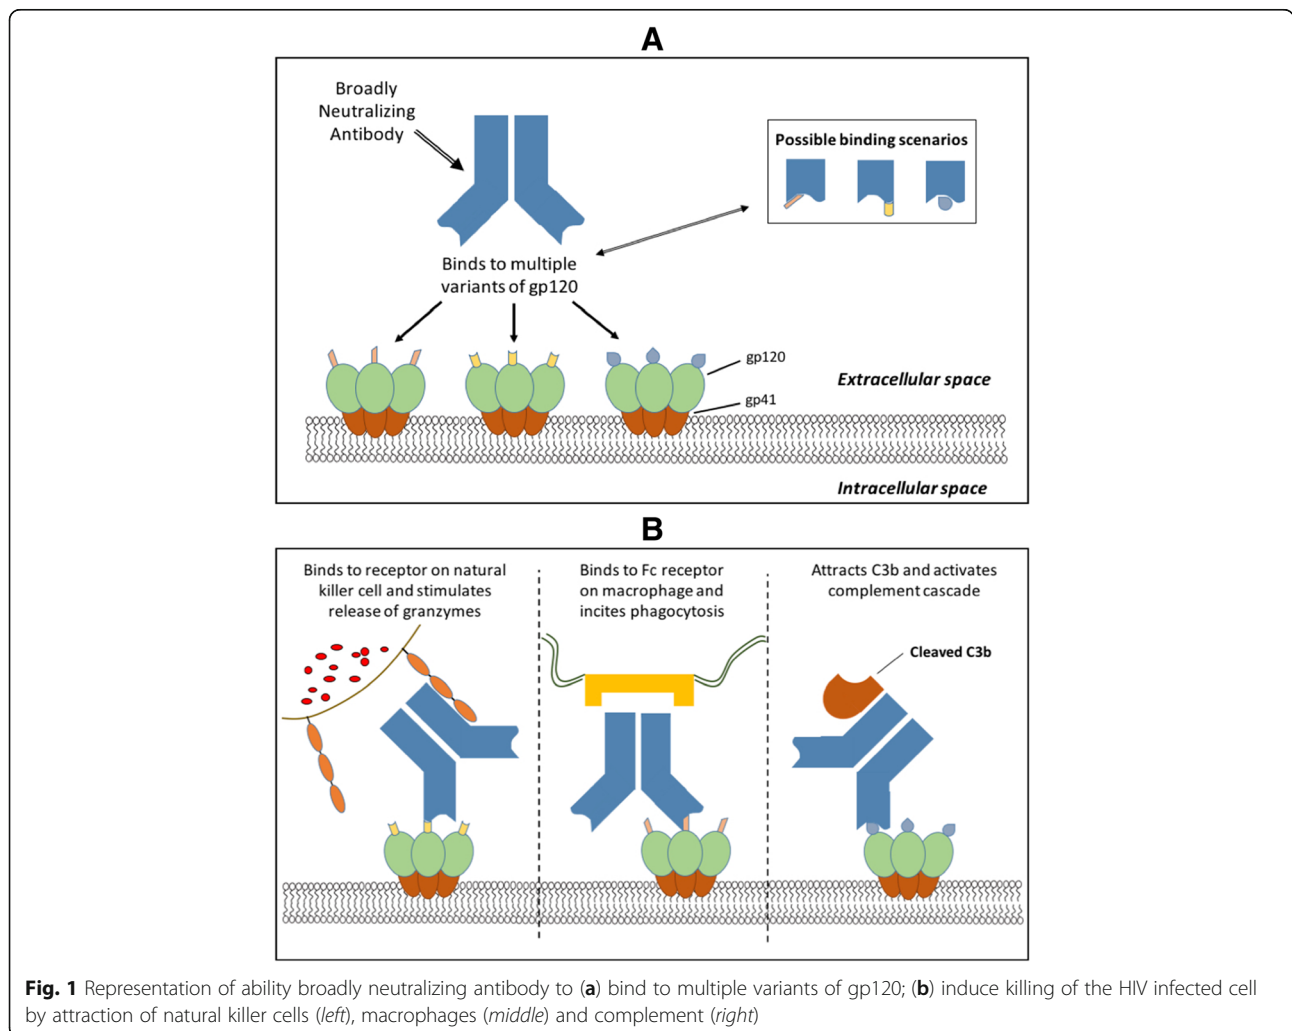 A
Broadly
Neutralizing
Antibody
Possible binding scenarios
Binds to multiple
variants of gp120
gp120
Extracellular space
gp41
Intracellular space
B
Binds to receptor on natural
killer cell and stimulates
release of granzymes
Binds to Fc receptor
on macrophage and
incites phagocytosis
Attracts C3b and activates
complement cascade
Cleaved C3b
Fig. 1 Representation of ability broadly neutralizing antibody to (a) bind to multiple variants of gp120; (b) induce killing of the HIV infected cell
by attraction of natural killer cells (left), macrophages (middle) and complement (right)